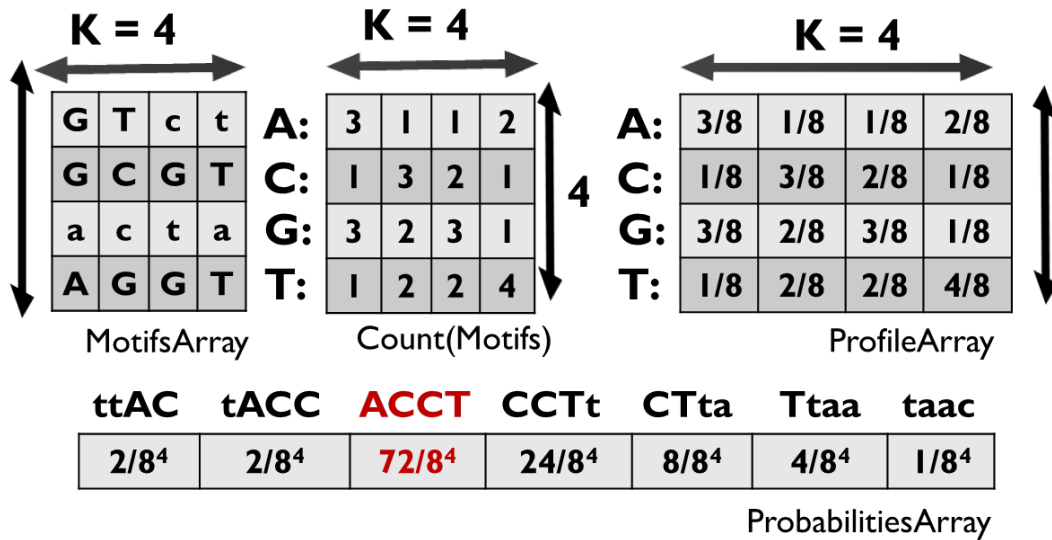 K = 4 K = 4 K = 4
G T c t A: 3 1 1 2 A: 3/8 1/8 1/8 2/8
G C G T C: 1 3 2 1 4 C: 1/8 3/8 2/8 1/8
a c t a G: 3 2 3 1 G: 3/8 2/8 3/8 1/8
A G G T T: 1 2 2 4 T: 1/8 2/8 2/8 4/8
MotifsArray Count(Motifs) ProfileArray
ttAC tACC ACCT CCTt CTta Ttaa taac
2/8⁴ 2/8⁴ 72/8⁴ 24/8⁴ 8/8⁴ 4/8⁴ 1/8⁴
ProbabilitiesArray